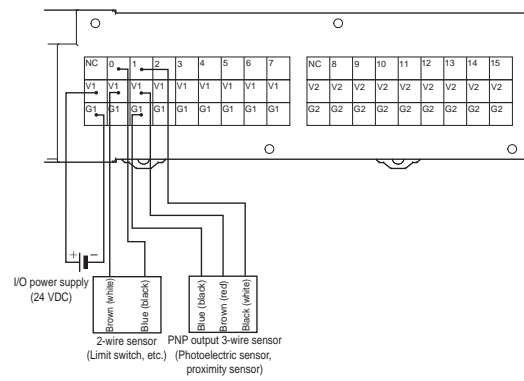 NC 0 1 2 3 4 5 6 7
V1 V1 V1 V1 V1 V1 V1 V1 V1
G1 G1 G1 G1 G1 G1 G1 G1 G1
NC 8 9 10 11 12 13 14 15
V2 V2 V2 V2 V2 V2 V2 V2 V2
G2 G2 G2 G2 G2 G2 G2 G2 G2
+ −
I/O power supply
(24 VDC)
Brown (white)
Blue (black)
2-wire sensor
(Limit switch, etc.)
Blue (black)
Brown (red)
Black (white)
PNP output 3-wire sensor
(Photoelectric sensor,
proximity sensor)